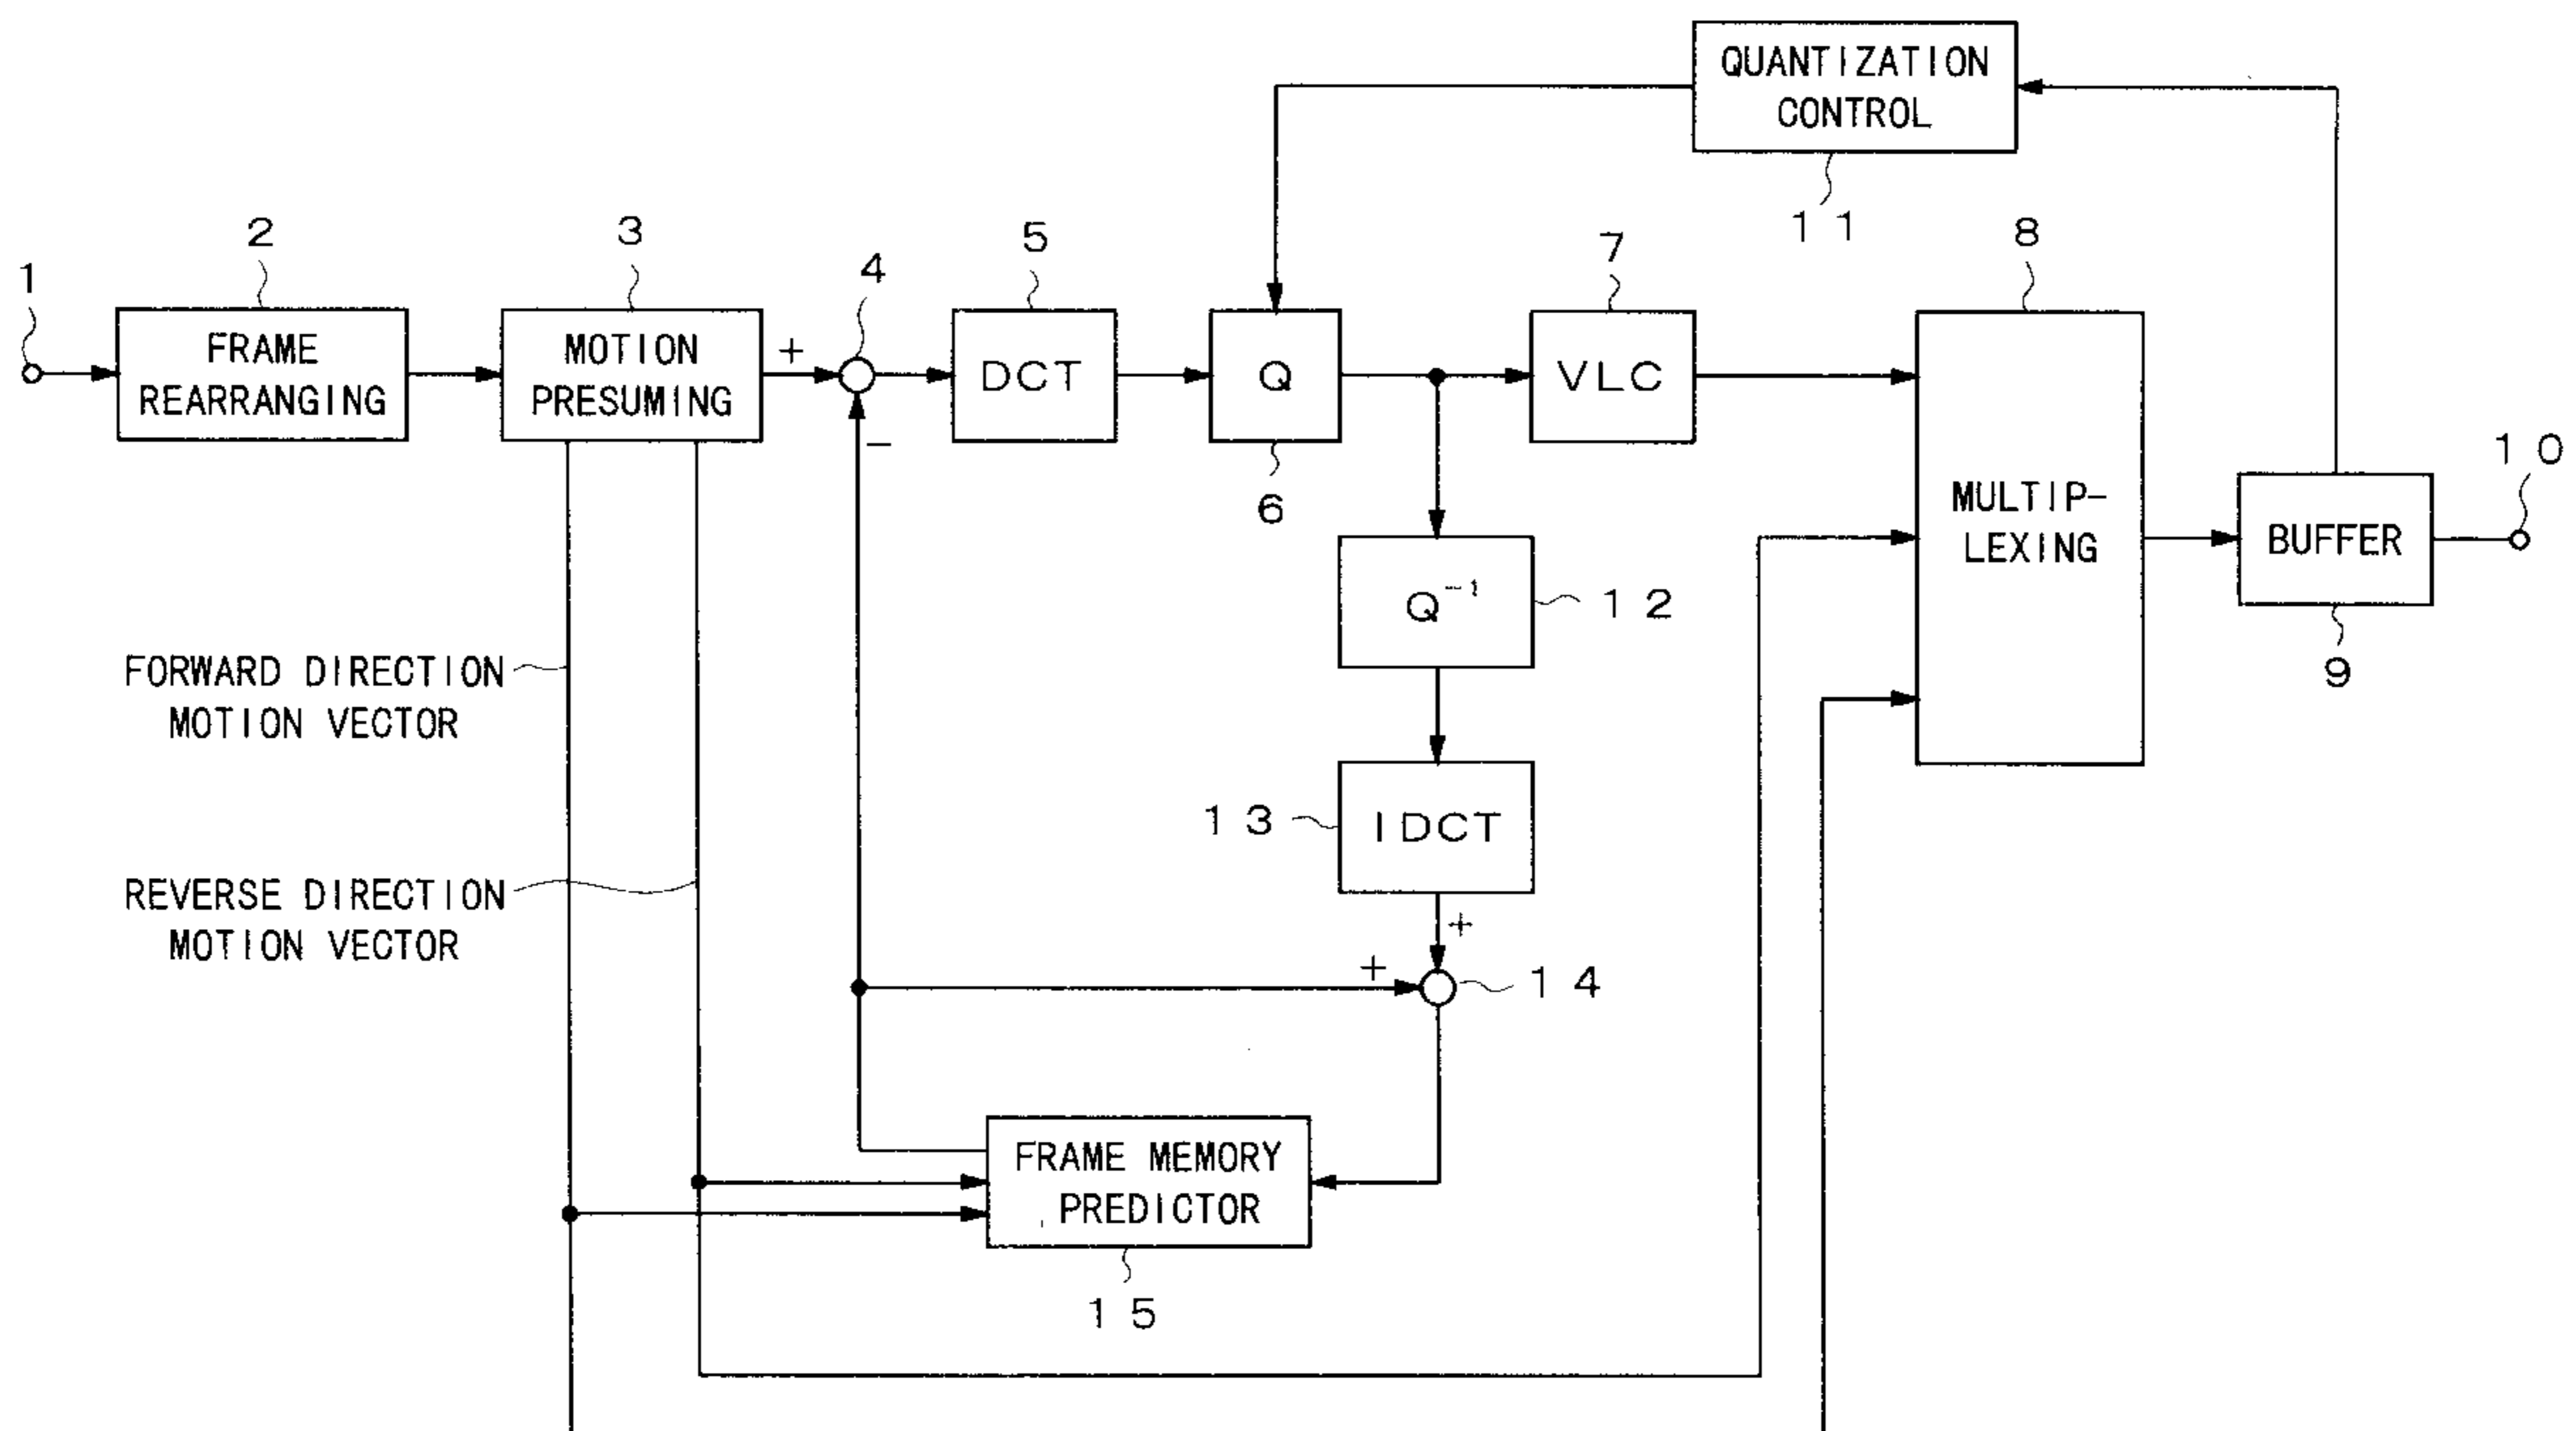 QUANTIZATION
CONTROL
11
1
2
3
4
5
7
8
FRAME
REARRANGING
MOTION
PRESUMING
+
−
DCT
Q
VLC
6
MULTIP-
LEXING
BUFFER
10
9
Q⁻¹
12
FORWARD DIRECTION
MOTION VECTOR
13
IDCT
REVERSE DIRECTION
MOTION VECTOR
+
+
14
FRAME MEMORY
PREDICTOR
15